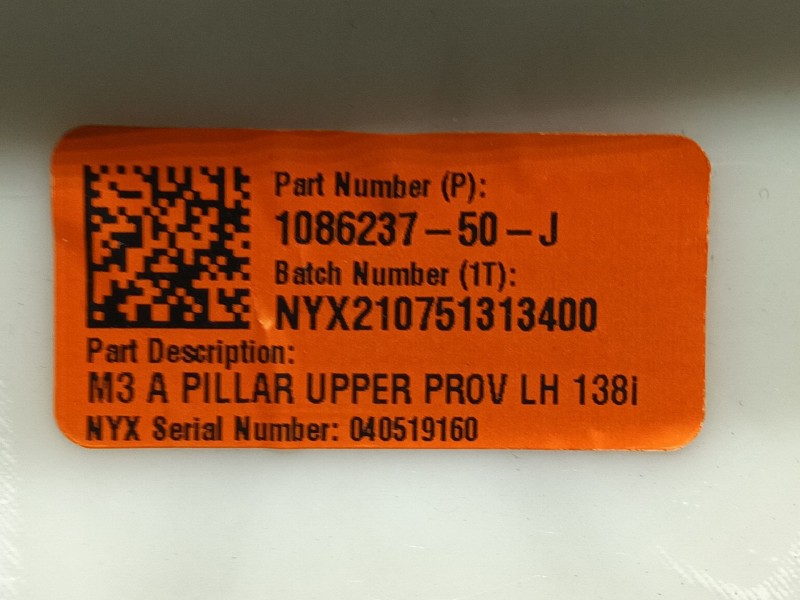 Part Number (P):
1086237-50-J
Batch Number (1T):
NYX210751313400
Part Description:
M3 A PILLAR UPPER PROV LH 138i
NYX Serial Number: 040519160